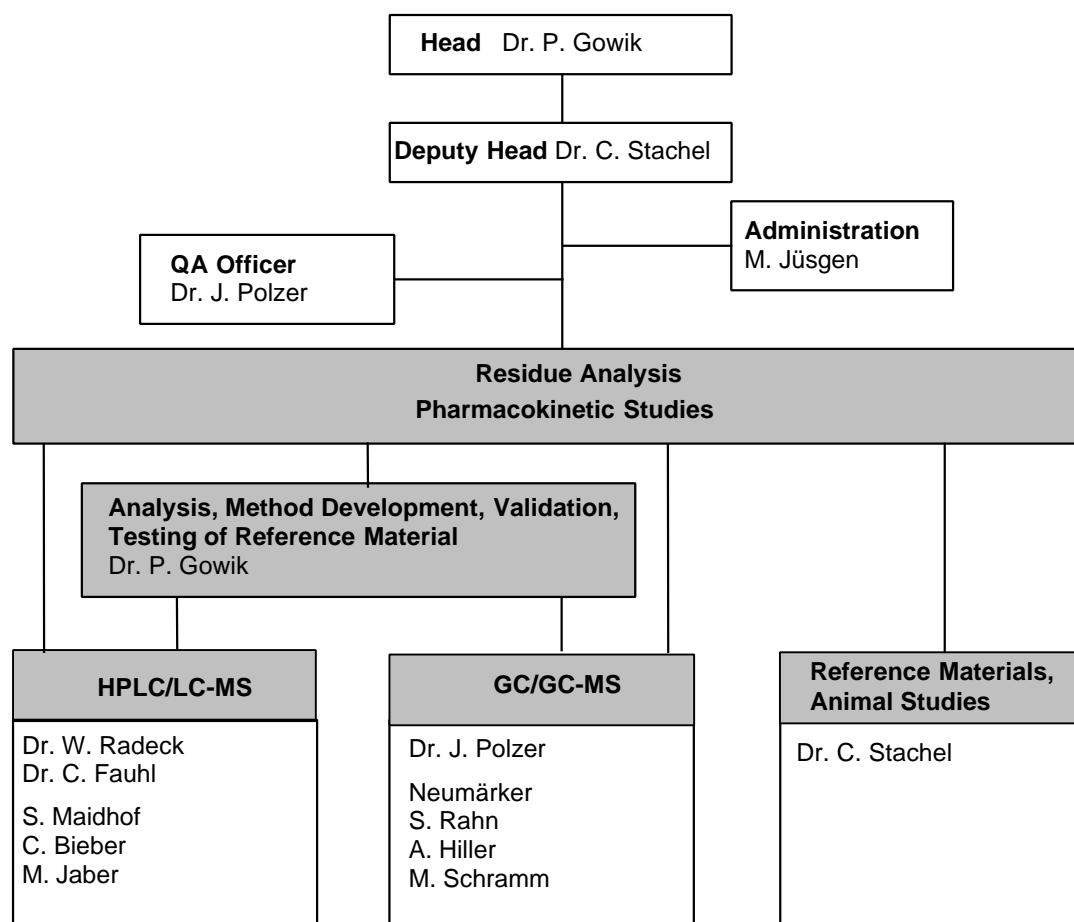 Head Dr. P. Gowik
Deputy Head Dr. C. Stachel
Administration
M. Jüsgen
QA Officer
Dr. J. Polzer
Residue Analysis
Pharmacokinetic Studies
Analysis, Method Development, Validation,
Testing of Reference Material
Dr. P. Gowik
HPLC/LC-MS
Dr. W. Radeck
Dr. C. Fauhl
S. Maidhof
C. Bieber
M. Jaber
GC/GC-MS
Dr. J. Polzer
Neumärker
S. Rahn
A. Hiller
M. Schramm
Reference Materials,
Animal Studies
Dr. C. Stachel